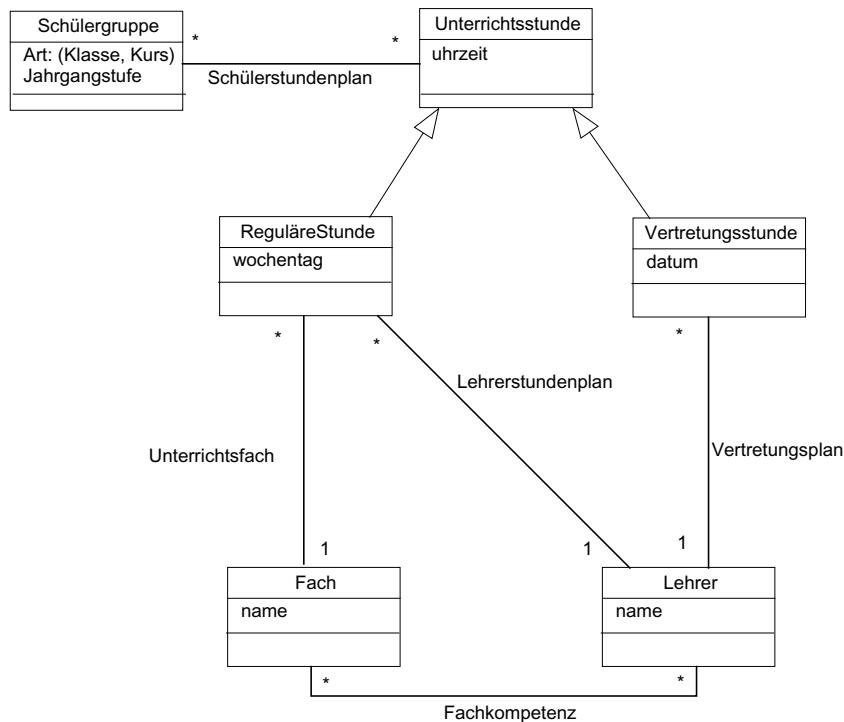 Schülergruppe
Art: (Klasse, Kurs)
Jahrgangstufe
*
*
Schülerstundenplan
Unterrichtsstunde
uhrzeit
ReguläreStunde
wochentag
Vertretungsstunde
datum
*
*
*
Lehrerstundenplan
Unterrichtsfach
Vertretungsplan
1
1
1
Fach
name
Lehrer
name
*
*
Fachkompetenz